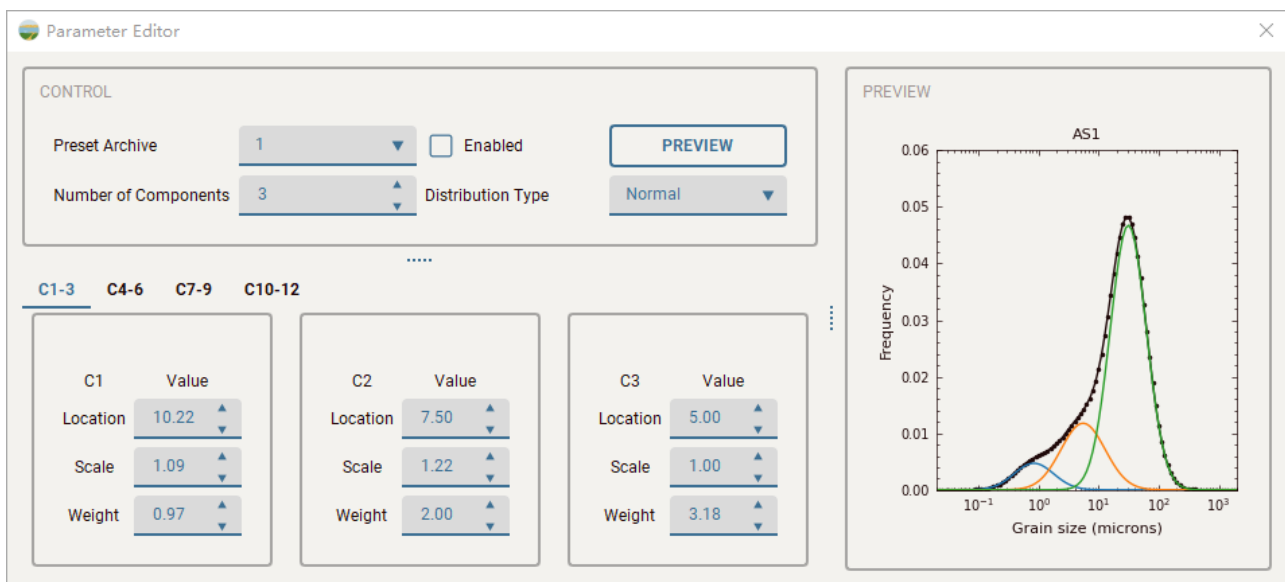 Parameter Editor
CONTROL
Preset Archive 1 Enabled PREVIEW
Number of Components 3 Distribution Type Normal
C1-3 C4-6 C7-9 C10-12
C1 Value
Location 10.22
Scale 1.09
Weight 0.97
C2 Value
Location 7.50
Scale 1.22
Weight 2.00
C3 Value
Location 5.00
Scale 1.00
Weight 3.18
PREVIEW
AS1
0.06
0.05
0.04
0.03
0.02
0.01
0.00
Frequency
10⁻¹ 10⁰ 10¹ 10² 10³
Grain size (microns)